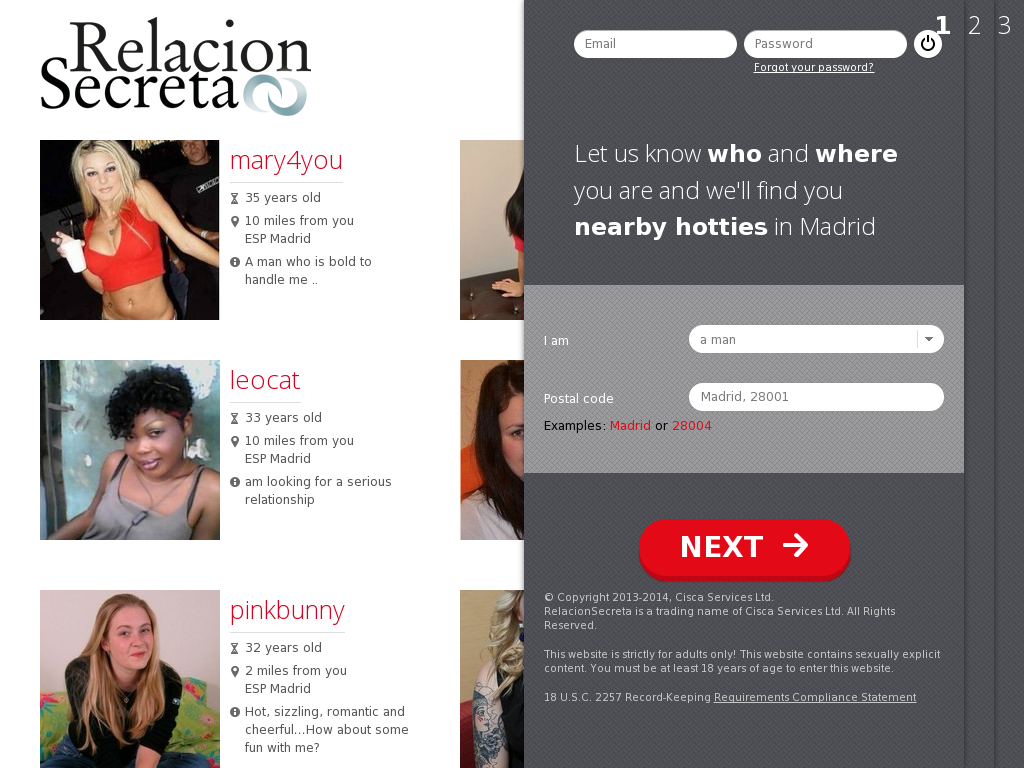 Relacion
Secreta
mary4you
35 years old
10 miles from you
ESP Madrid
A man who is bold to
handle me ..
leocat
33 years old
10 miles from you
ESP Madrid
am looking for a serious
relationship
pinkbunny
32 years old
2 miles from you
ESP Madrid
Hot, sizzling, romantic and
cheerful...How about some
fun with me?
1 2 3
Email Password
Forgot your password?
Let us know who and where
you are and we'll find you
nearby hotties in Madrid
I am a man
Postal code Madrid, 28001
Examples: Madrid or 28004
NEXT
© Copyright 2013-2014, Cisca Services Ltd.
RelacionSecreta is a trading name of Cisca Services Ltd. All Rights
Reserved.
This website is strictly for adults only! This website contains sexually explicit
content. You must be at least 18 years of age to enter this website.
18 U.S.C. 2257 Record-Keeping Requirements Compliance Statement